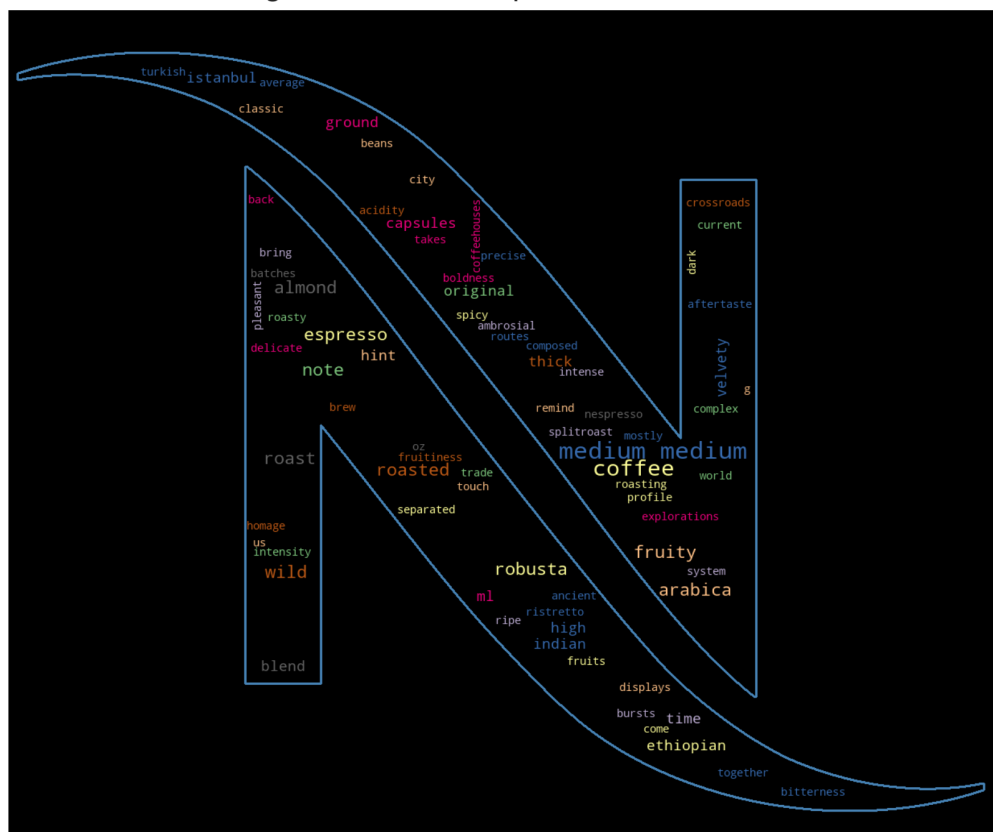 turkish
istanbul
average
classic
ground
beans
city
back
crossroads
acidity
capsules
current
takes
coffeehouses
bring
precise
dark
batches
boldness
almond
original
pleasant
aftertaste
roasty
spicy
ambrosial
espresso
routes
delicate
composed
hint
thick
velvety
note
intense
g
brew
remind
nespresso
complex
splitroast
mostly
oz
medium medium
fruitiness
roast
roasted
coffee
trade
world
touch
roasting
profile
separated
explorations
homage
us
intensity
fruity
wild
robusta
system
arabica
ml
ancient
ristretto
ripe
high
indian
blend
fruits
displays
bursts
time
come
ethiopian
together
bitterness